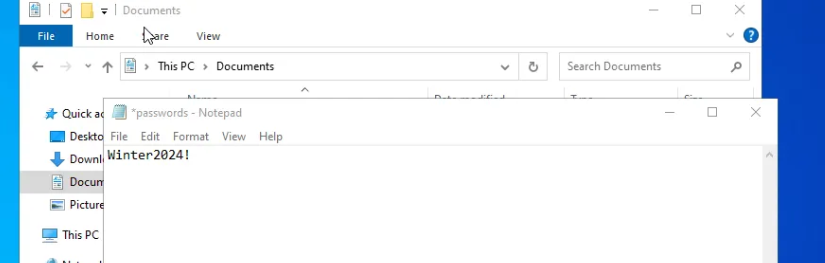 Documents
File Home Share View
This PC > Documents
Search Documents
Name Date modified Type Size
*passwords - Notepad
Quick ac
File Edit Format View Help
Deskto
Winter2024!
Downl
Docum
Picture
This PC